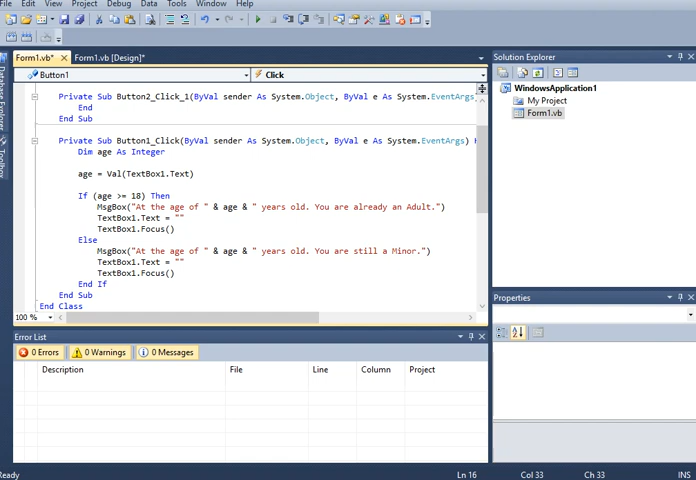 File Edit View Project Debug Data Tools Window Help
Form1.vb* Form1.vb [Design]*
Button1 Click
Private Sub Button2_Click_1(ByVal sender As System.Object, ByVal e As System.EventArgs
End
End Sub
Private Sub Button1_Click(ByVal sender As System.Object, ByVal e As System.EventArgs)
Dim age As Integer
age = Val(TextBox1.Text)
If (age >= 18) Then
MsgBox("At the age of " & age & " years old. You are already an Adult.")
TextBox1.Text = ""
TextBox1.Focus()
Else
MsgBox("At the age of " & age & " years old. You are still a Minor.")
TextBox1.Text = ""
TextBox1.Focus()
End If
End Sub
End Class
100 %
Database Explorer
Toolbox
Error List
0 Errors 0 Warnings 0 Messages
Description File Line Column Project
Solution Explorer
WindowsApplication1
My Project
Form1.vb
Properties
Ready Ln 16 Col 33 Ch 33 INS